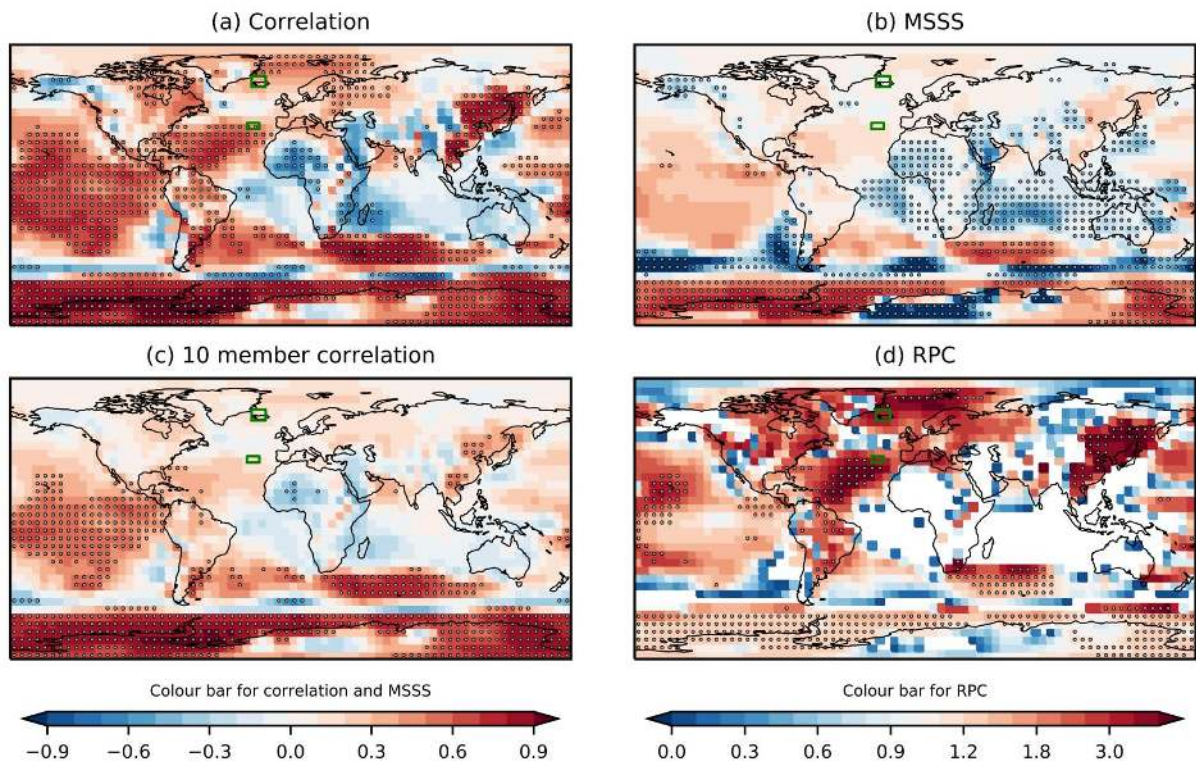 (a) Correlation
(b) MSSS
(c) 10 member correlation
(d) RPC
Colour bar for correlation and MSSS
−0.9 −0.6 −0.3 0.0 0.3 0.6 0.9
Colour bar for RPC
0.0 0.3 0.6 0.9 1.2 1.8 3.0